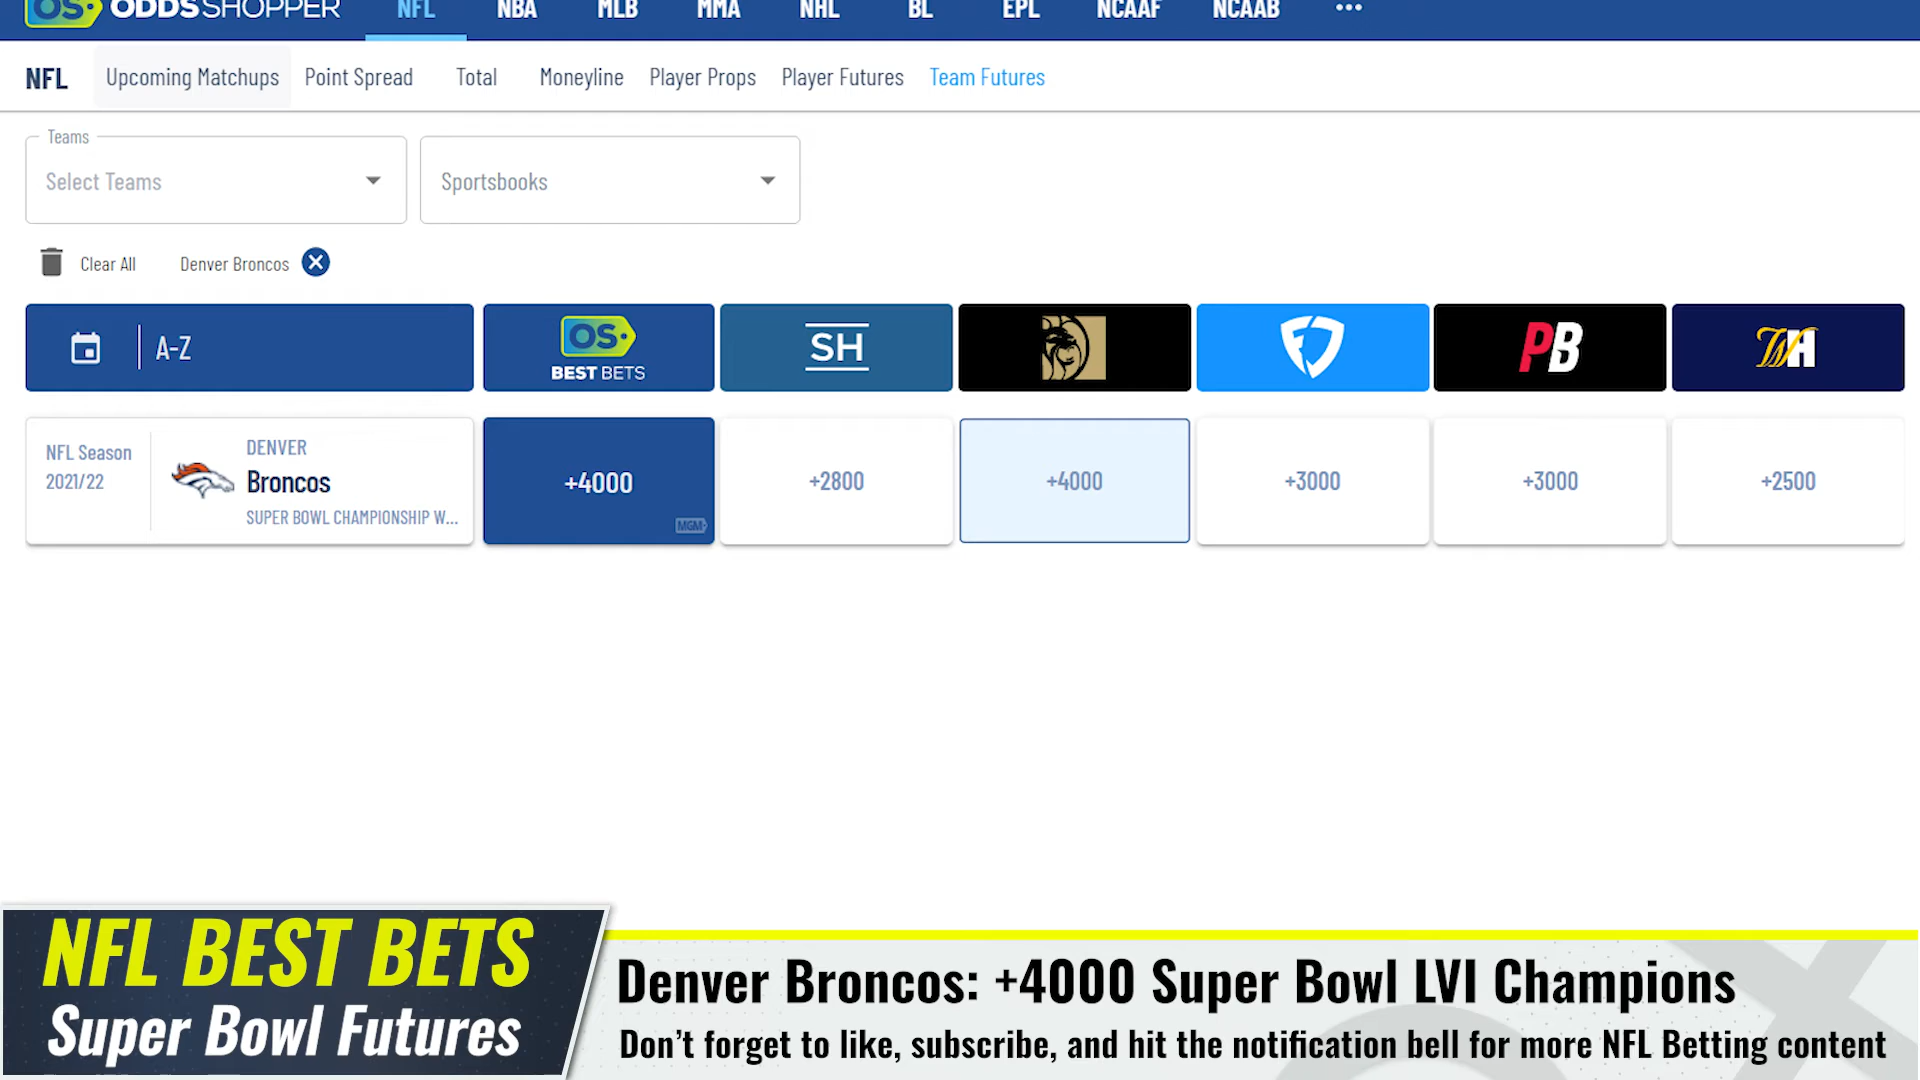 OS ODDSSHOPPER NFL NBA MLB MMA NHL BL EPL NCAAF NCAAB ...
NFL Upcoming Matchups Point Spread Total Moneyline Player Props Player Futures Team Futures
Teams
Select Teams Sportsbooks
Clear All Denver Broncos
A-Z OS BEST BETS SH PB WH
NFL Season
2021/22
DENVER
Broncos
SUPER BOWL CHAMPIONSHIP W...
+4000 MGM +2800 +4000 +3000 +3000 +2500
NFL BEST BETS
Super Bowl Futures
Denver Broncos: +4000 Super Bowl LVI Champions
Don't forget to like, subscribe, and hit the notification bell for more NFL Betting content